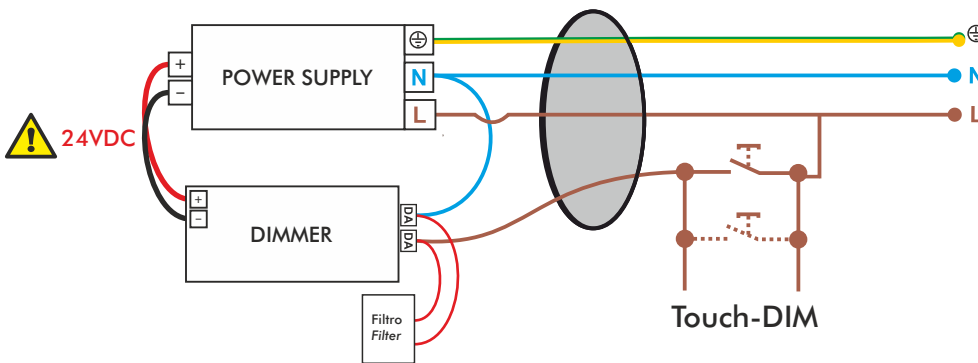 +
−
POWER SUPPLY
N
L
N
L
24VDC
+
−
DIMMER
DA
DA
Filtro
Filter
Touch-DIM